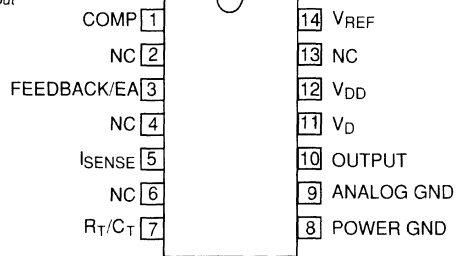 out
COMP 1
14 VREF
NC 2
13 NC
FEEDBACK/EA 3
12 VDD
NC 4
11 VD
ISENSE 5
10 OUTPUT
NC 6
9 ANALOG GND
RT/CT 7
8 POWER GND